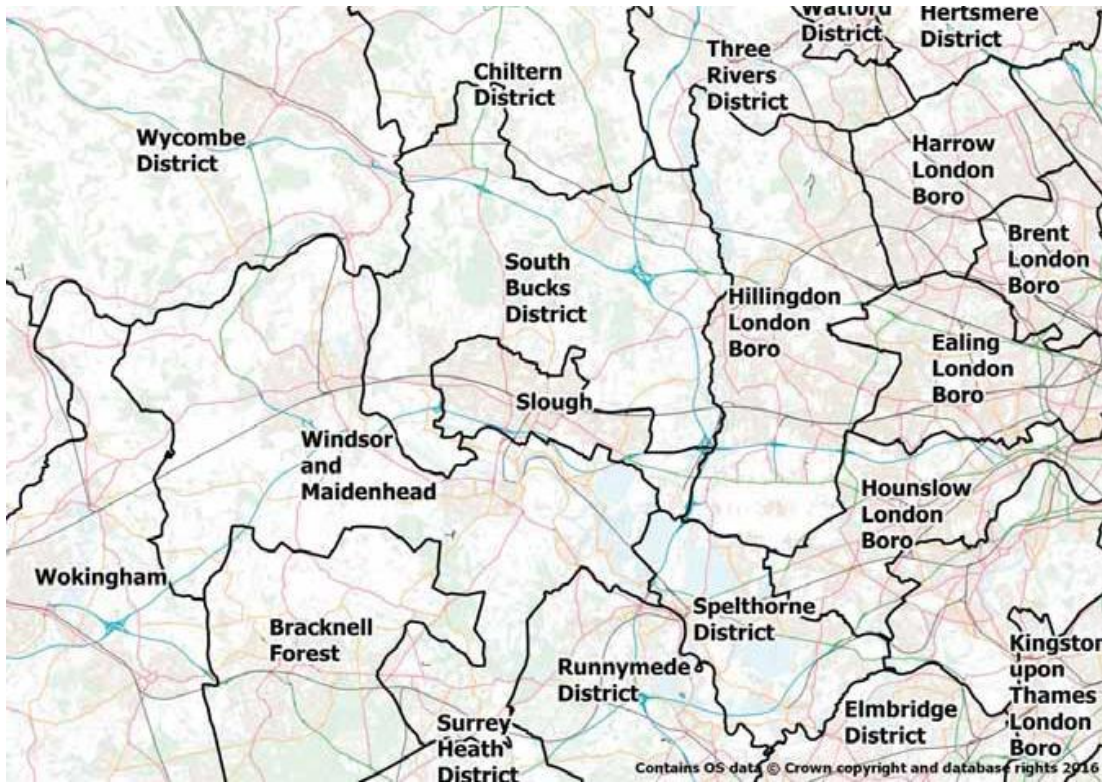 Watford
District
Hertsmere
District
Three
Rivers
District
Chiltern
District
Wycombe
District
Harrow
London
Boro
Brent
London
Boro
South
Bucks
District
Hillingdon
London
Boro
Ealing
London
Boro
Slough
Windsor
and
Maidenhead
Hounslow
London
Boro
Wokingham
Bracknell
Forest
Spelthorne
District
Runnymede
District
Kingston
upon
Thames
London
Boro
Surrey
Heath
District
Elmbridge
District
Contains OS data © Crown copyright and database rights 2016